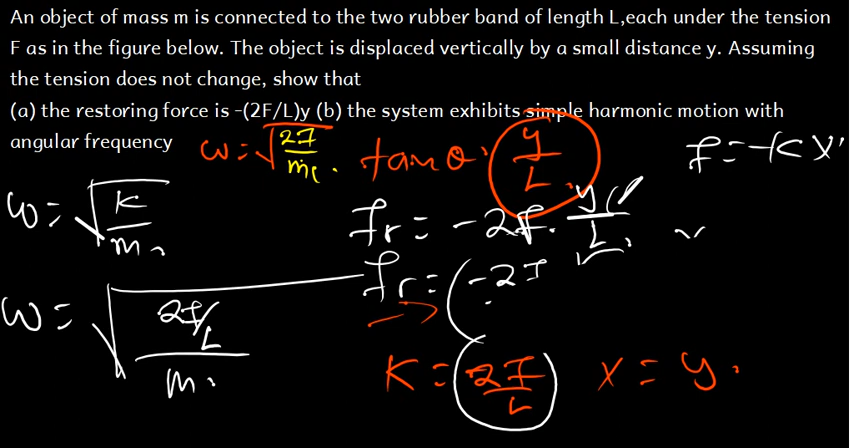 An object of mass m is connected to the two rubber band of length L,each under the tension
F as in the figure below. The object is displaced vertically by a small distance y. Assuming
the tension does not change, show that
(a) the restoring force is -(2F/L)y (b) the system exhibits simple harmonic motion with
angular frequency ω = √(2F/mL)
tan θ = y/L
F = -K x
ω = √(K/m)
Fr = -2F · y/L
Fr = (-2F
ω = √((2F/L)/m)
K = 2F/L x = y